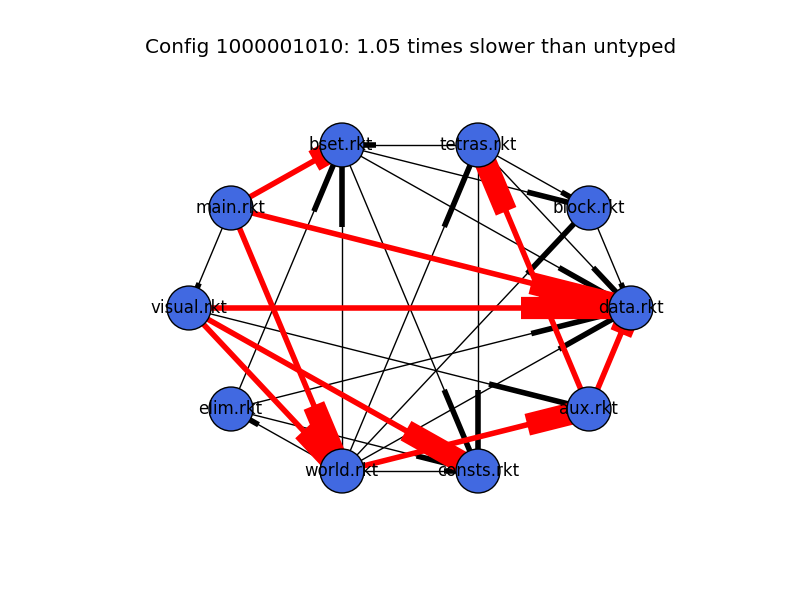 Config 1000001010: 1.05 times slower than untyped
bset.rkt
tetras.rkt
main.rkt
block.rkt
visual.rkt
data.rkt
elim.rkt
aux.rkt
world.rkt
consts.rkt